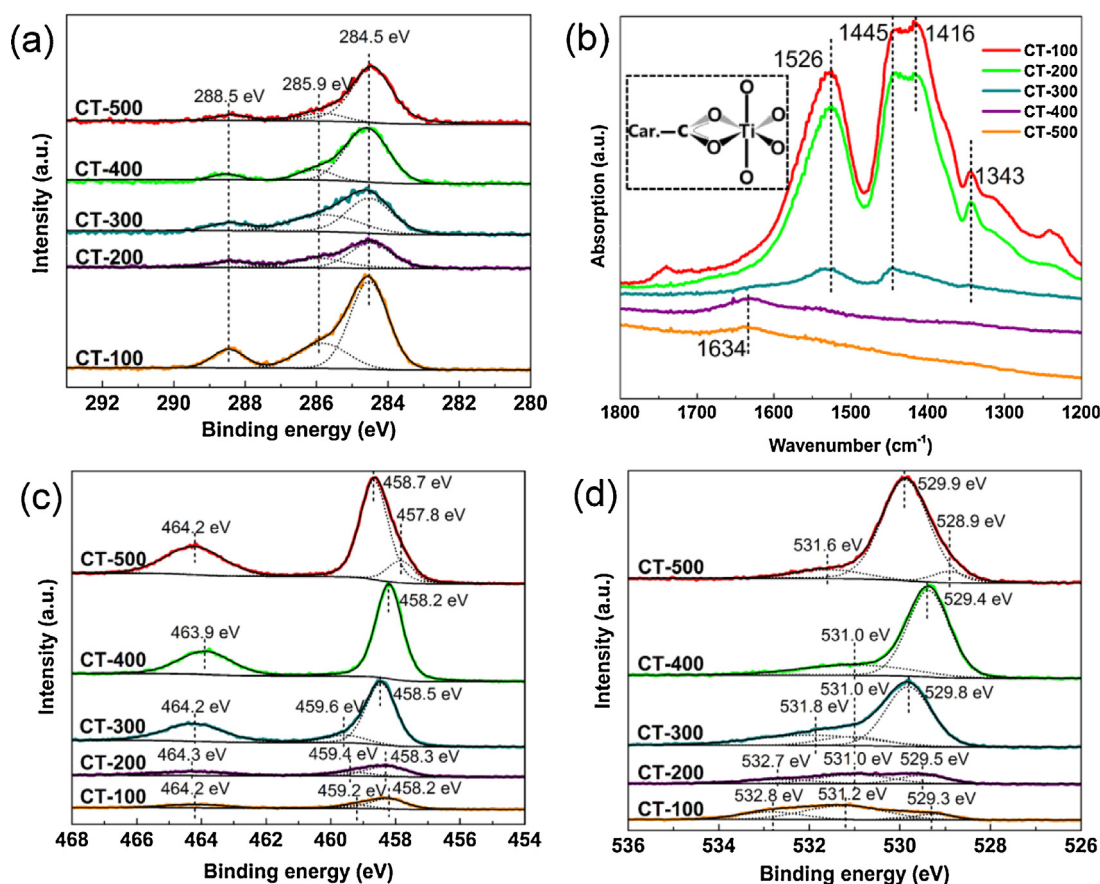 (a)
284.5 eV
285.9 eV
288.5 eV
CT-500
CT-400
CT-300
CT-200
CT-100
Intensity (a.u.)
292 290 288 286 284 282 280
Binding energy (eV)
(b)
1445 1416
1526
CT-100
CT-200
CT-300
CT-400
CT-500
O
O O
Car.—C Ti
O O
O
1343
1634
Absorption (a.u.)
1800 1700 1600 1500 1400 1300 1200
Wavenumber (cm-1)
(c)
458.7 eV
457.8 eV
464.2 eV
CT-500
458.2 eV
463.9 eV
CT-400
458.5 eV
459.6 eV
464.2 eV
CT-300
464.3 eV 459.4 eV 458.3 eV
CT-200
464.2 eV 459.2 eV 458.2 eV
CT-100
Intensity (a.u.)
468 466 464 462 460 458 456 454
Binding energy (eV)
(d)
529.9 eV
528.9 eV
531.6 eV
CT-500
529.4 eV
531.0 eV
CT-400
531.0 eV 529.8 eV
531.8 eV
CT-300
532.7 eV 531.0 eV 529.5 eV
CT-200
532.8 eV 531.2 eV 529.3 eV
CT-100
Intensity (a.u.)
536 534 532 530 528 526
Binding energy (eV)